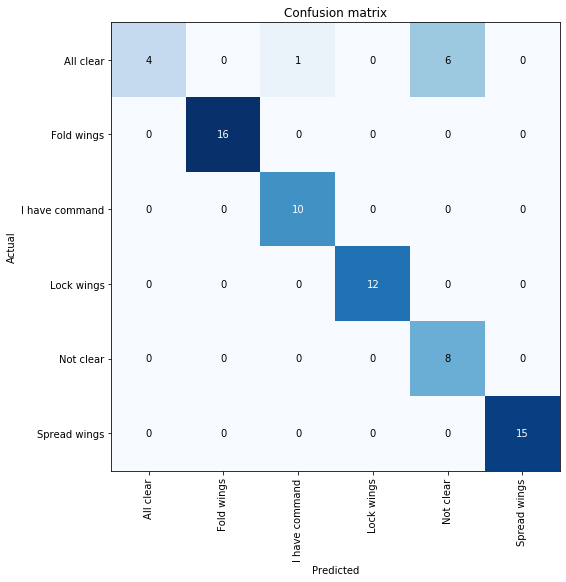 Confusion matrix
All clear 4 0 1 0 6 0
Fold wings 0 16 0 0 0 0
I have command 0 0 10 0 0 0
Lock wings 0 0 0 12 0 0
Not clear 0 0 0 0 8 0
Spread wings 0 0 0 0 0 15
Actual
All clear
Fold wings
I have command
Lock wings
Not clear
Spread wings
Predicted